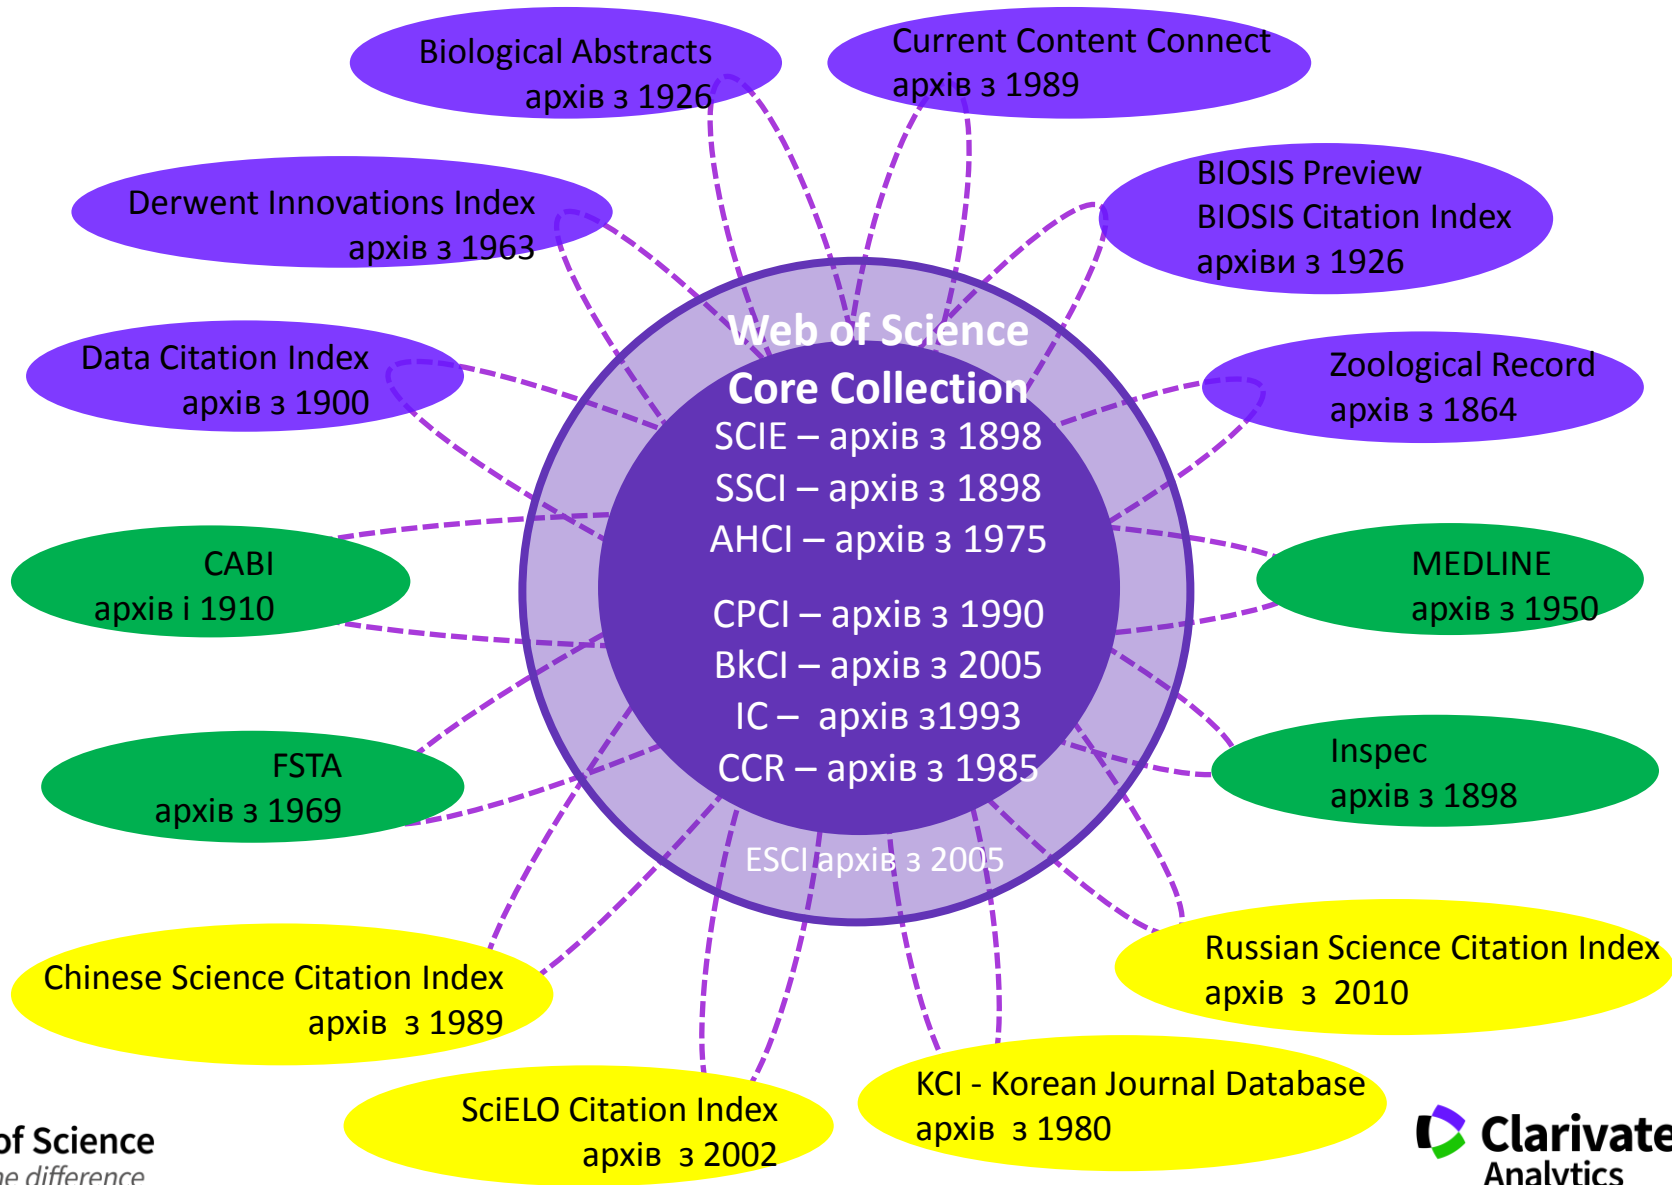 Biological Abstracts
архів з 1926
Current Content Connect
архів з 1989
Derwent Innovations Index
архів з 1963
BIOSIS Preview
BIOSIS Citation Index
архіви з 1926
Data Citation Index
архів з 1900
Zoological Record
архів з 1864
Web of Science
Core Collection
SCIE – архів з 1898
SSCI – архів з 1898
AHCI – архів з 1975
CPCI – архів з 1990
BkCI – архів з 2005
IC – архів з1993
CCR – архів з 1985
ESCI архів з 2005
CABI
архів і 1910
MEDLINE
архів з 1950
FSTA
архів з 1969
Inspec
архів з 1898
Chinese Science Citation Index
архів з 1989
Russian Science Citation Index
архів з 2010
SciELO Citation Index
архів з 2002
KCI - Korean Journal Database
архів з 1980
of Science
ne difference
Clarivate
Analytics